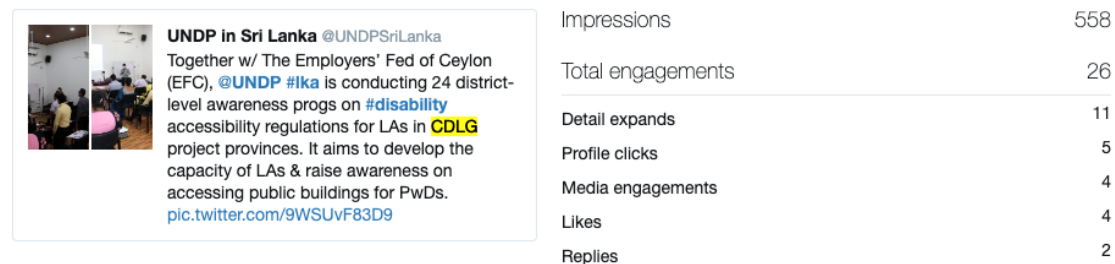 UNDP in Sri Lanka @UNDPSriLanka
Together w/ The Employers' Fed of Ceylon
(EFC), @UNDP #lka is conducting 24 district-
level awareness progs on #disability
accessibility regulations for LAs in CDLG
project provinces. It aims to develop the
capacity of LAs & raise awareness on
accessing public buildings for PwDs.
pic.twitter.com/9WSUvF83D9
Impressions 558
Total engagements 26
Detail expands 11
Profile clicks 5
Media engagements 4
Likes 4
Replies 2